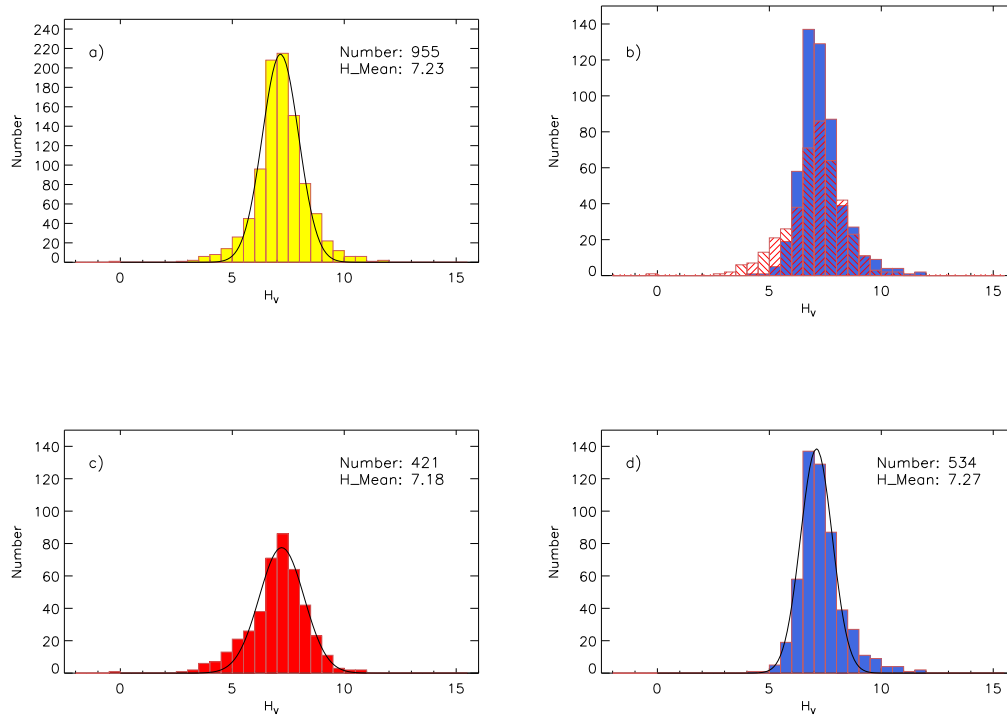 a)
Number: 955
H_Mean: 7.23
240
220
200
180
160
140
120
100
80
60
40
20
0
Number
0 5 10 15
H_v
b)
140
120
100
80
60
40
20
0
Number
0 5 10 15
H_v
c)
Number: 421
H_Mean: 7.18
140
120
100
80
60
40
20
0
Number
0 5 10 15
H_v
d)
Number: 534
H_Mean: 7.27
140
120
100
80
60
40
20
0
Number
0 5 10 15
H_v